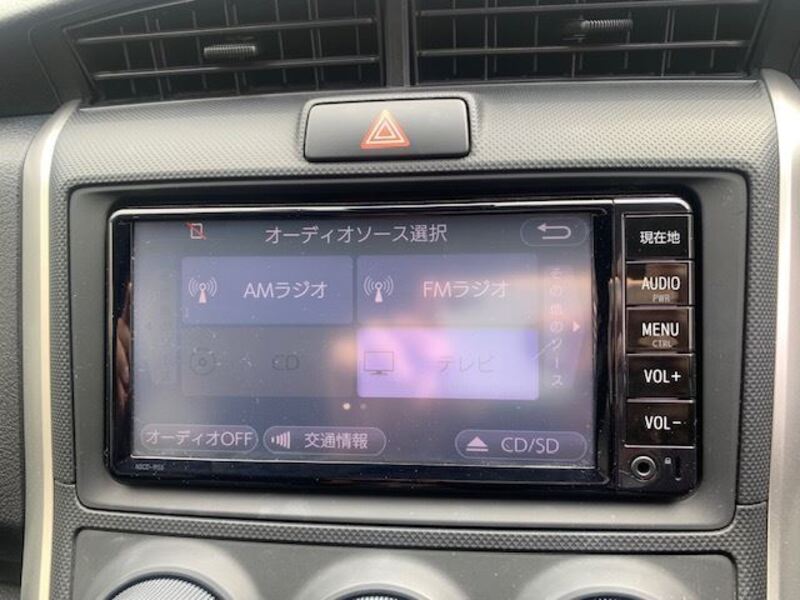 オーディオソース選択
AMラジオ
FMラジオ
CD
テレビ
その他のソース
オーディオOFF
交通情報
CD/SD
現在地
AUDIO
PWR
MENU
CTRL
VOL+
VOL-